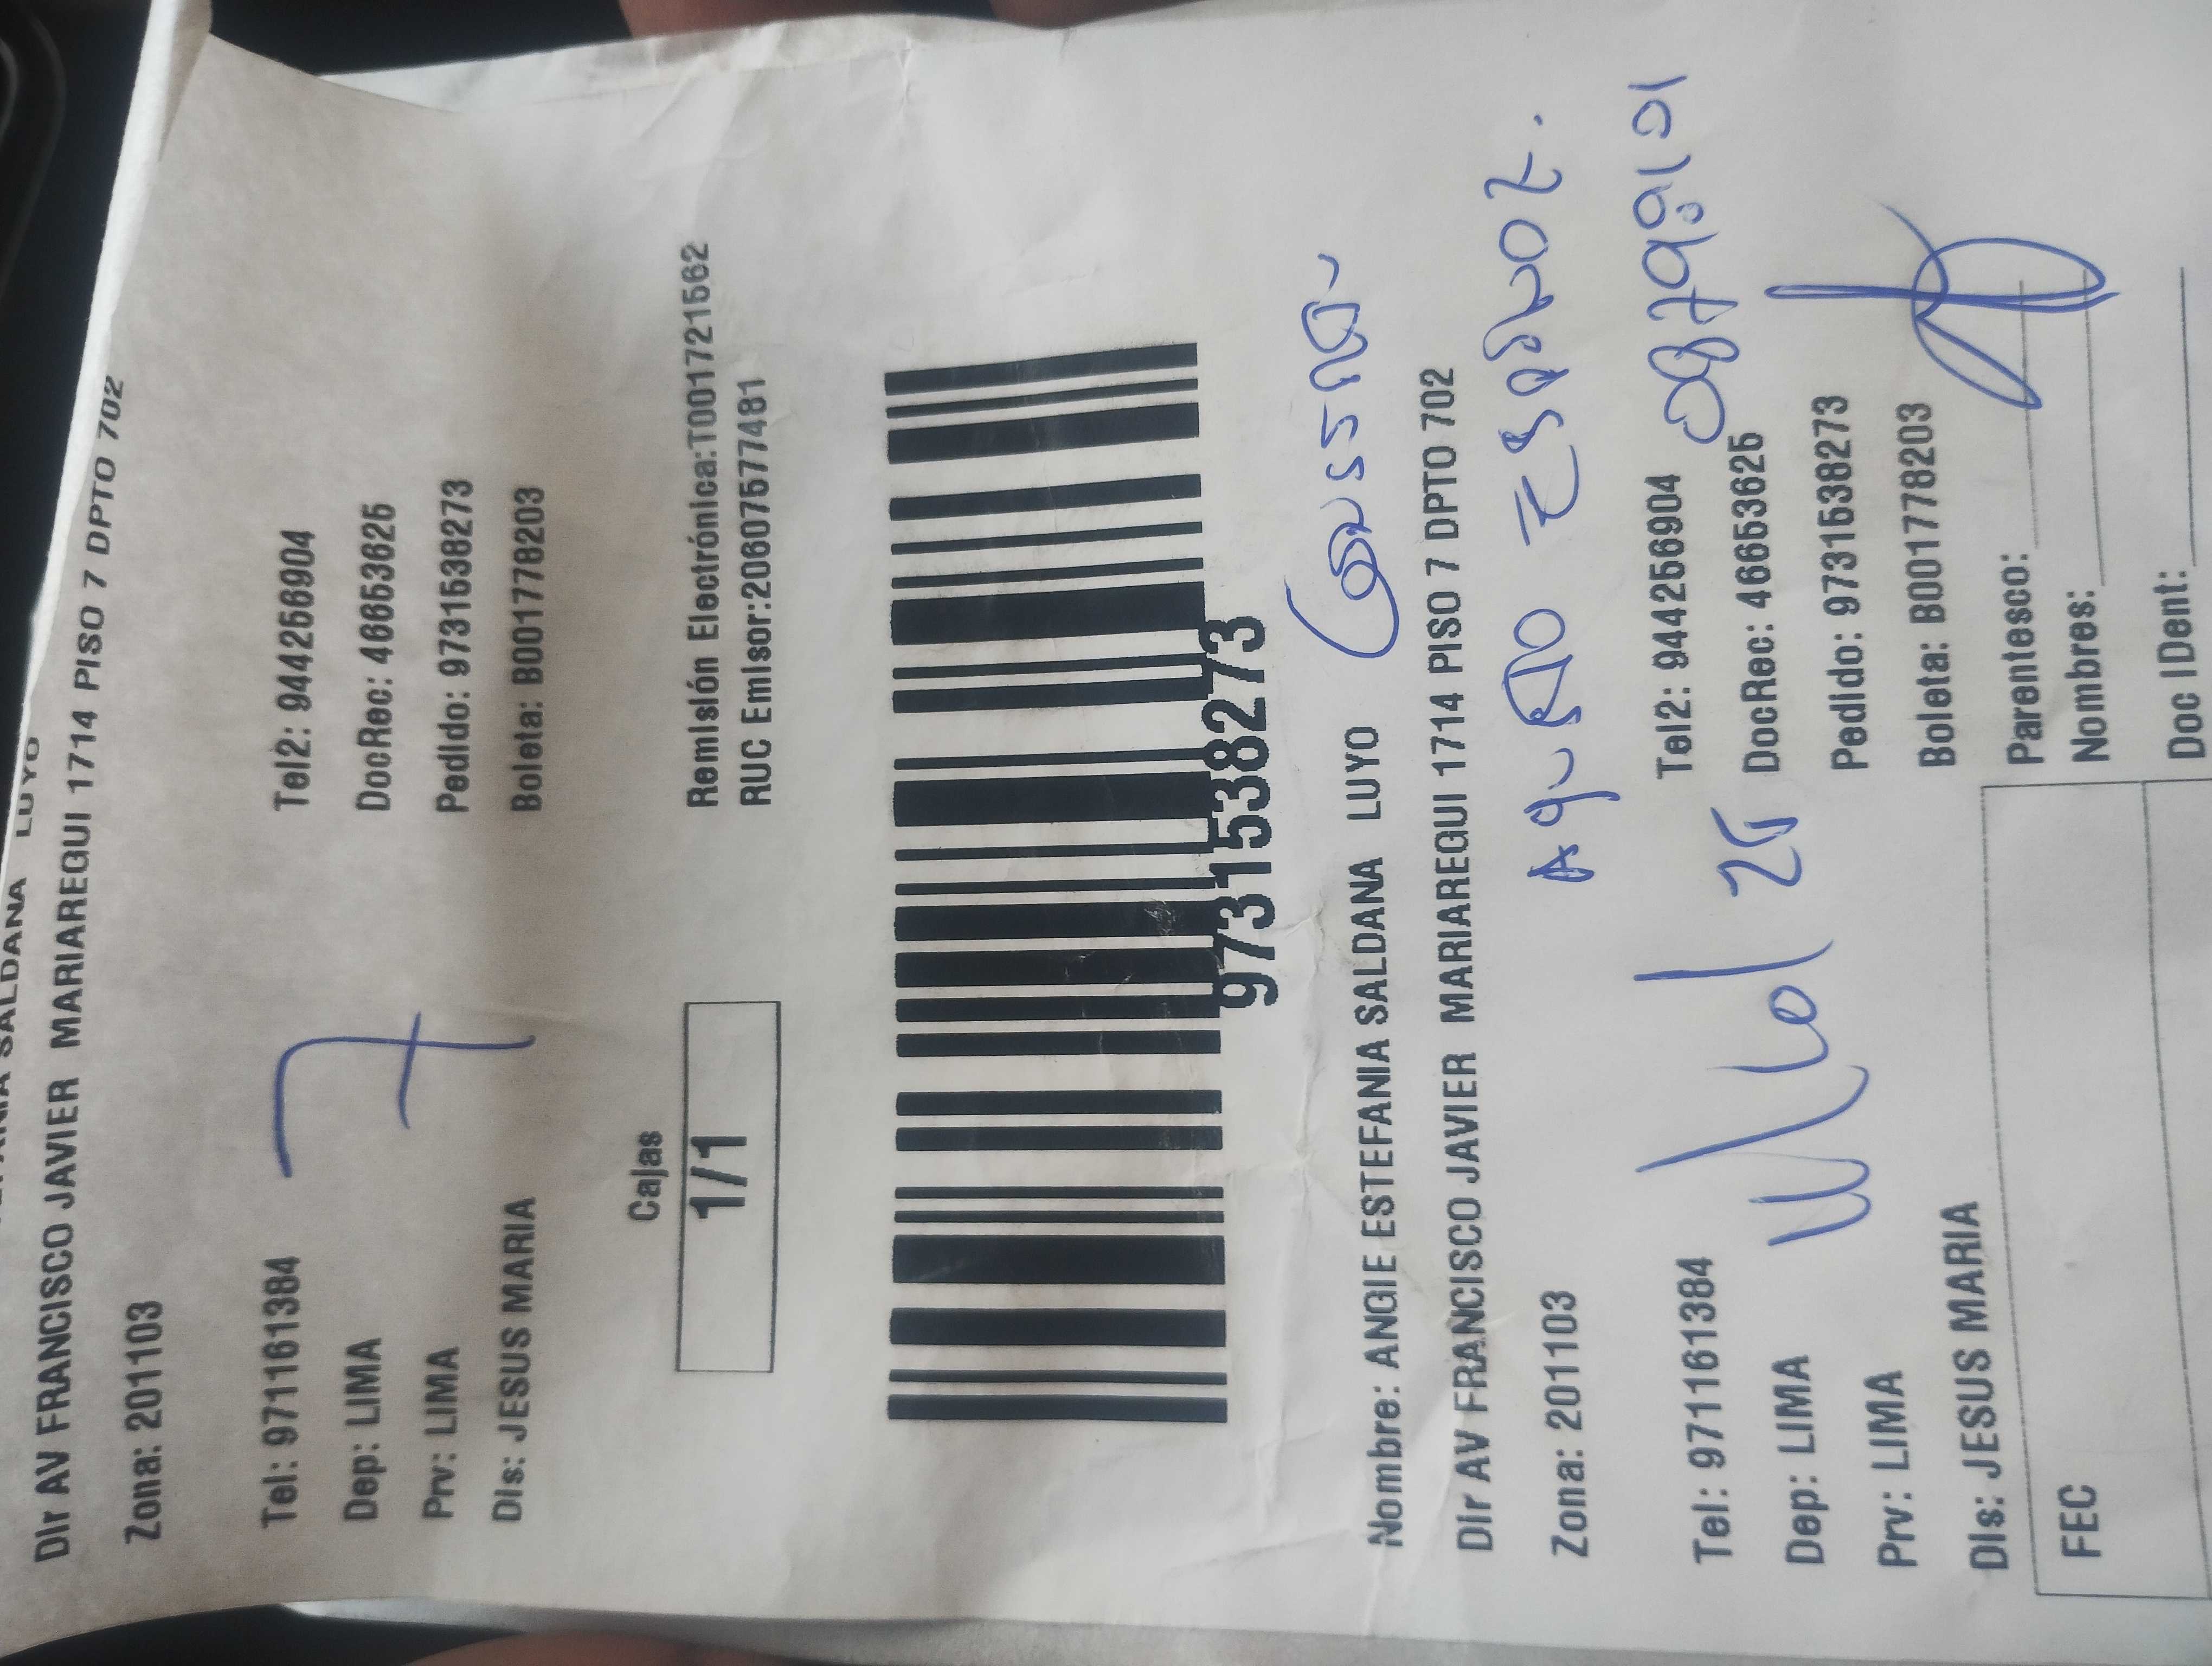 SALDANA LUYO
DIr AV FRANCISCO JAVIER MARIAREGUI 1714 PISO 7 DPTO 702
Zona: 201103
Tel: 971161384 Tel2: 944256904
7
Dep: LIMA DocRec: 46653625
Prv: LIMA PedIdo: 9731538273
DIs: JESUS MARIA Boleta: B001778203
Cajas
1/1
RemIsIón Electrónica:T001721562
RUC EmIsor:20607577481
9731538273
Nombre: ANGIE ESTEFANIA SALDANA LUYO
DIr AV FRANCISCO JAVIER MARIAREGUI 1714 PISO 7 DPTO 702
Zona: 201103
Tel: 971161384 Tel2: 944256904
Dep: LIMA DocRec: 46653625
25
Prv: LIMA PedIdo: 9731538273
DIs: JESUS MARIA Boleta: B001778203
FEC
Parentesco:
Nombres:
Doc IDent: